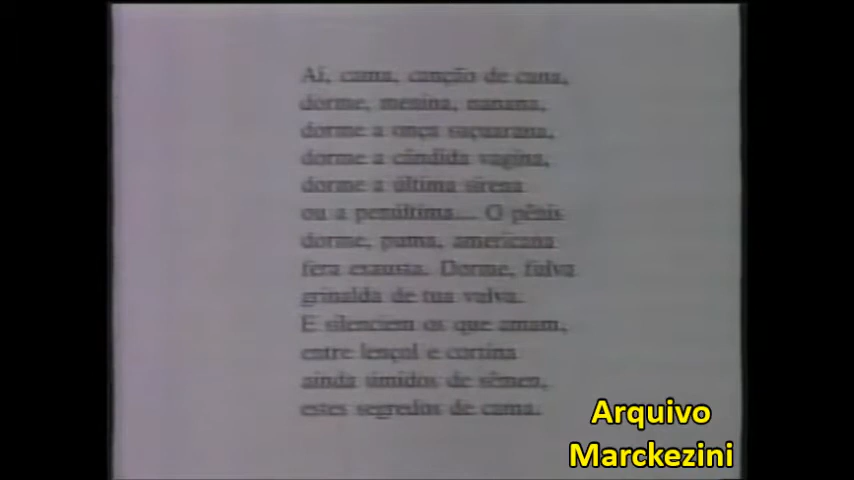 Ai, cama, canção de cuna,
dorme, menina, nanana,
dorme a onça suçuarana,
dorme a cândida vagina,
dorme a última sirena
ou a penúltima... O pênis
dorme, puma, americana
fera exausta. Dorme, fulva
grinalda de tua vulva.
E silenciem os que amam,
entre lençol e cortina
ainda úmidos de sêmen,
estes segredos de cama.
Arquivo
Marckezini